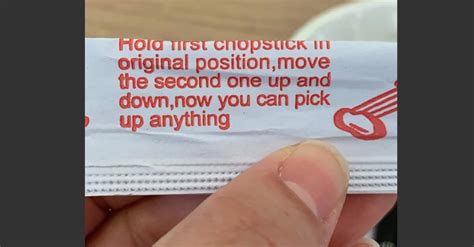 Hold first chopstick in
original position,move
the second one up and
down,now you can pick
up anything